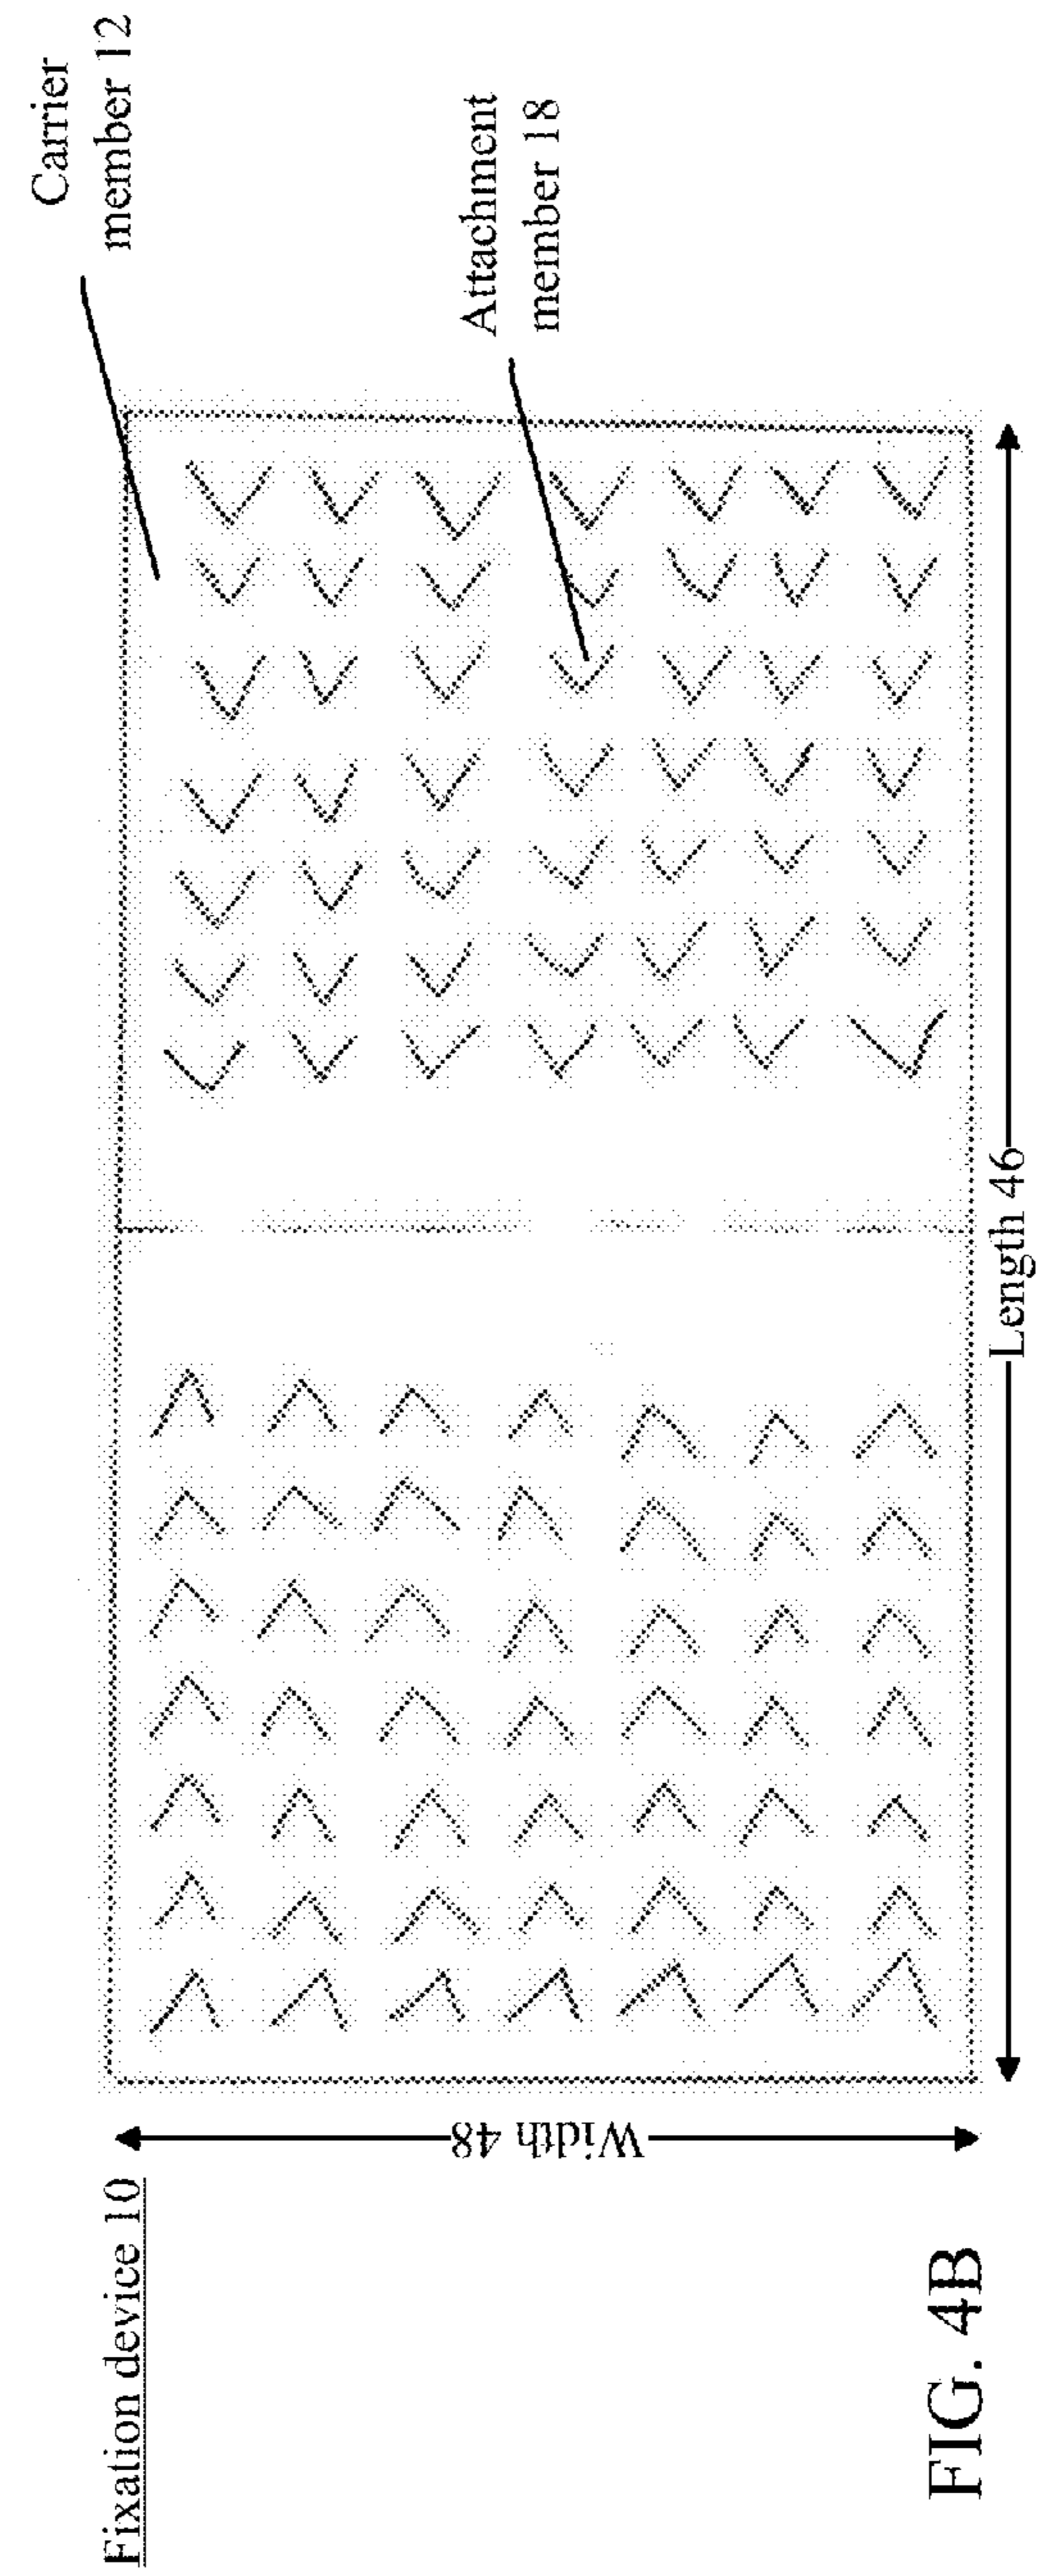 Fixation device 10
Carrier
member 12
Attachment
member 18
Width 48
Length 46
FIG. 4B